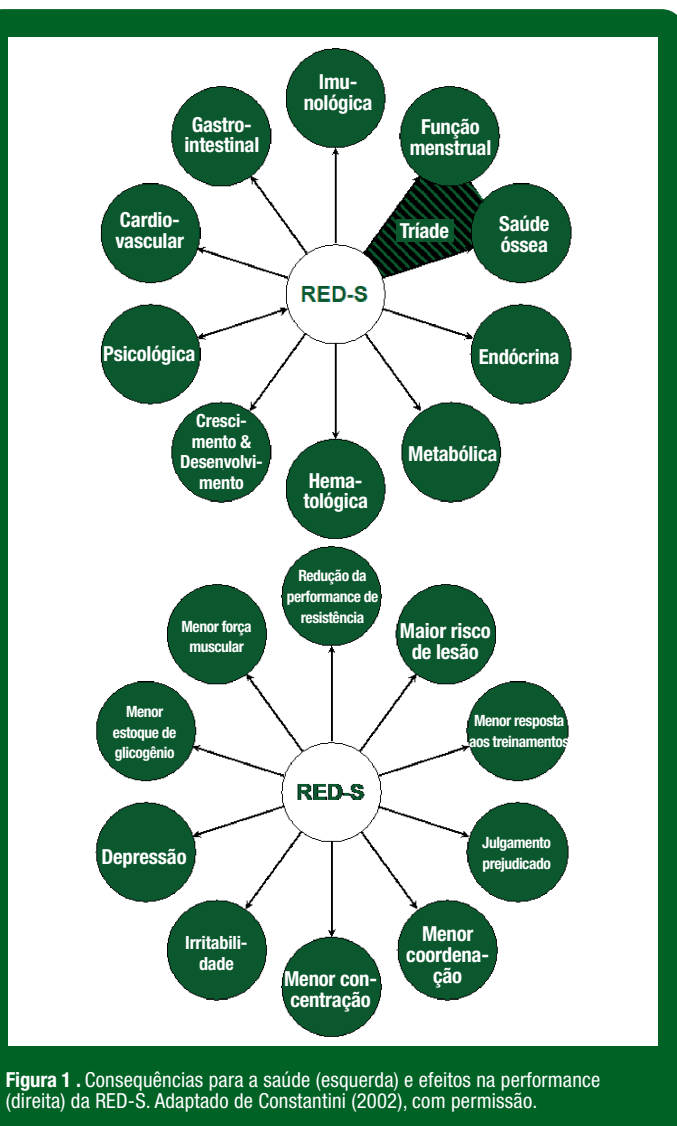 Imu-
nológica
Gastro-
intestinal
Função
menstrual
Cardio-
vascular
Tríade
Saúde
óssea
RED-S
Psicológica
Endócrina
Cresci-
mento &
Desenvolvi-
mento
Metabólica
Hema-
tológica
Redução da
performance de
resistência
Menor força
muscular
Maior risco
de lesão
Menor
estoque de
glicogênio
Menor resposta
aos treinamentos
RED-S
Depressão
Julgamento
prejudicado
Irritabili-
dade
Menor
coordena-
ção
Menor con-
centração
Figura 1 . Consequências para a saúde (esquerda) e efeitos na performance
(direita) da RED-S. Adaptado de Constantini (2002), com permissão.